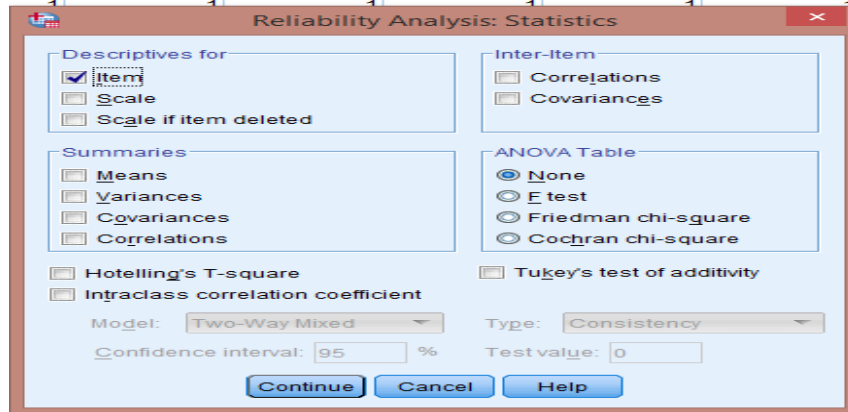 Reliability Analysis: Statistics
Descriptives for
Item
Scale
Scale if item deleted
Inter-Item
Correlations
Covariances
Summaries
Means
Variances
Covariances
Correlations
ANOVA Table
None
F test
Friedman chi-square
Cochran chi-square
Hotelling's T-square
Tukey's test of additivity
Intraclass correlation coefficient
Model: Two-Way Mixed
Type: Consistency
Confidence interval: 95 %
Test value: 0
Continue
Cancel
Help